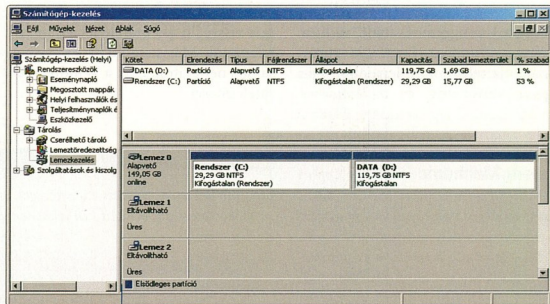 Számítógép-kezelés
Fájl Művelet Nézet Ablak Súgó
Számítógép-kezelés (Helyi)
Rendszereszközök
Eseménynapló
Megosztott mappák
Helyi felhasználók és
Teljesítménynaplók é
Eszközkezelő
Tárolás
Cserélhető tároló
Lemeztöredezettség
Lemezkezelés
Szolgáltatások és kiszolg
Kötet Elrendezés Típus Fájlrendszer Állapot Kapacitás Szabad lemezterület % szabad
DATA (D:) Partíció Alapvető NTFS Kifogástalan 119,75 GB 1,69 GB 1 %
Rendszer (C:) Partíció Alapvető NTFS Kifogástalan (Rendszer) 29,29 GB 15,77 GB 53 %
Lemez 0
Alapvető
149,05 GB
online
Rendszer (C:)
29,29 GB NTFS
Kifogástalan (Rendszer)
DATA (D:)
119,75 GB NTFS
Kifogástalan
Lemez 1
Eltávolítható
Üres
Lemez 2
Eltávolítható
Üres
Elsődleges partíció